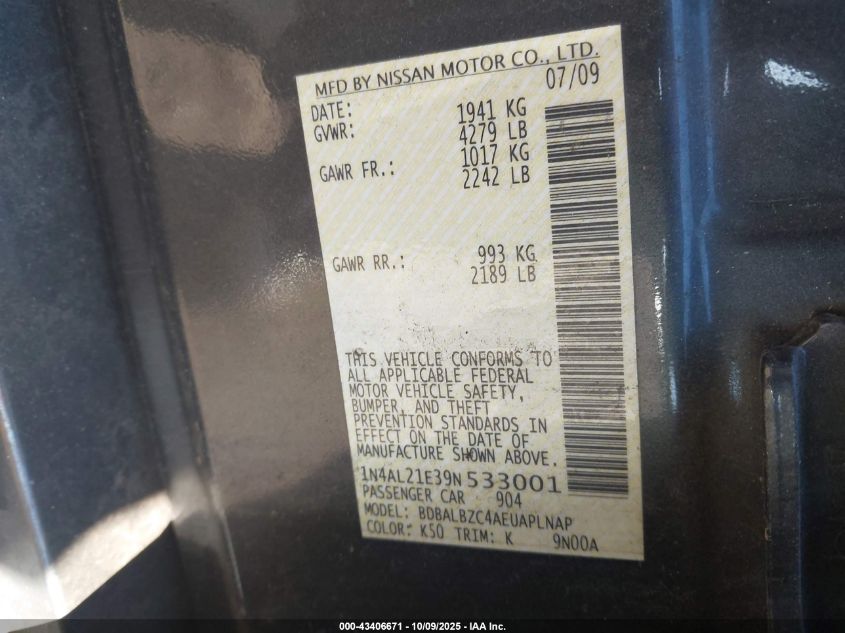 MFD BY NISSAN MOTOR CO., LTD.
DATE: 07/09
GVWR: 1941 KG
4279 LB
GAWR FR.: 1017 KG
2242 LB
GAWR RR.: 993 KG
2189 LB
THIS VEHICLE CONFORMS TO
ALL APPLICABLE FEDERAL
MOTOR VEHICLE SAFETY,
BUMPER, AND THEFT
PREVENTION STANDARDS IN
EFFECT ON THE DATE OF
MANUFACTURE SHOWN ABOVE.
1N4AL21E39N533001
PASSENGER CAR 904
MODEL: BDBALBZC4AEUAPLNAP
COLOR: K50 TRIM: K 9N00A
000-43406671 - 10/09/2025 - IAA Inc.